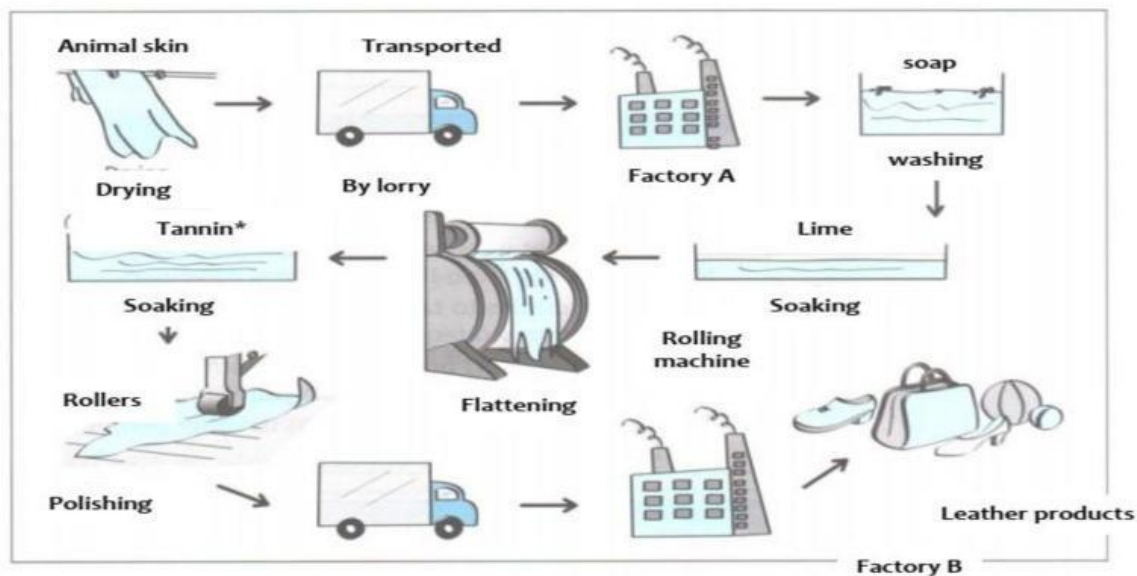 Animal skin
Transported
soap
Drying
By lorry
Factory A
washing
Tannin*
Lime
Soaking
Soaking
Rolling
machine
Flattening
Rollers
Polishing
Leather products
Factory B